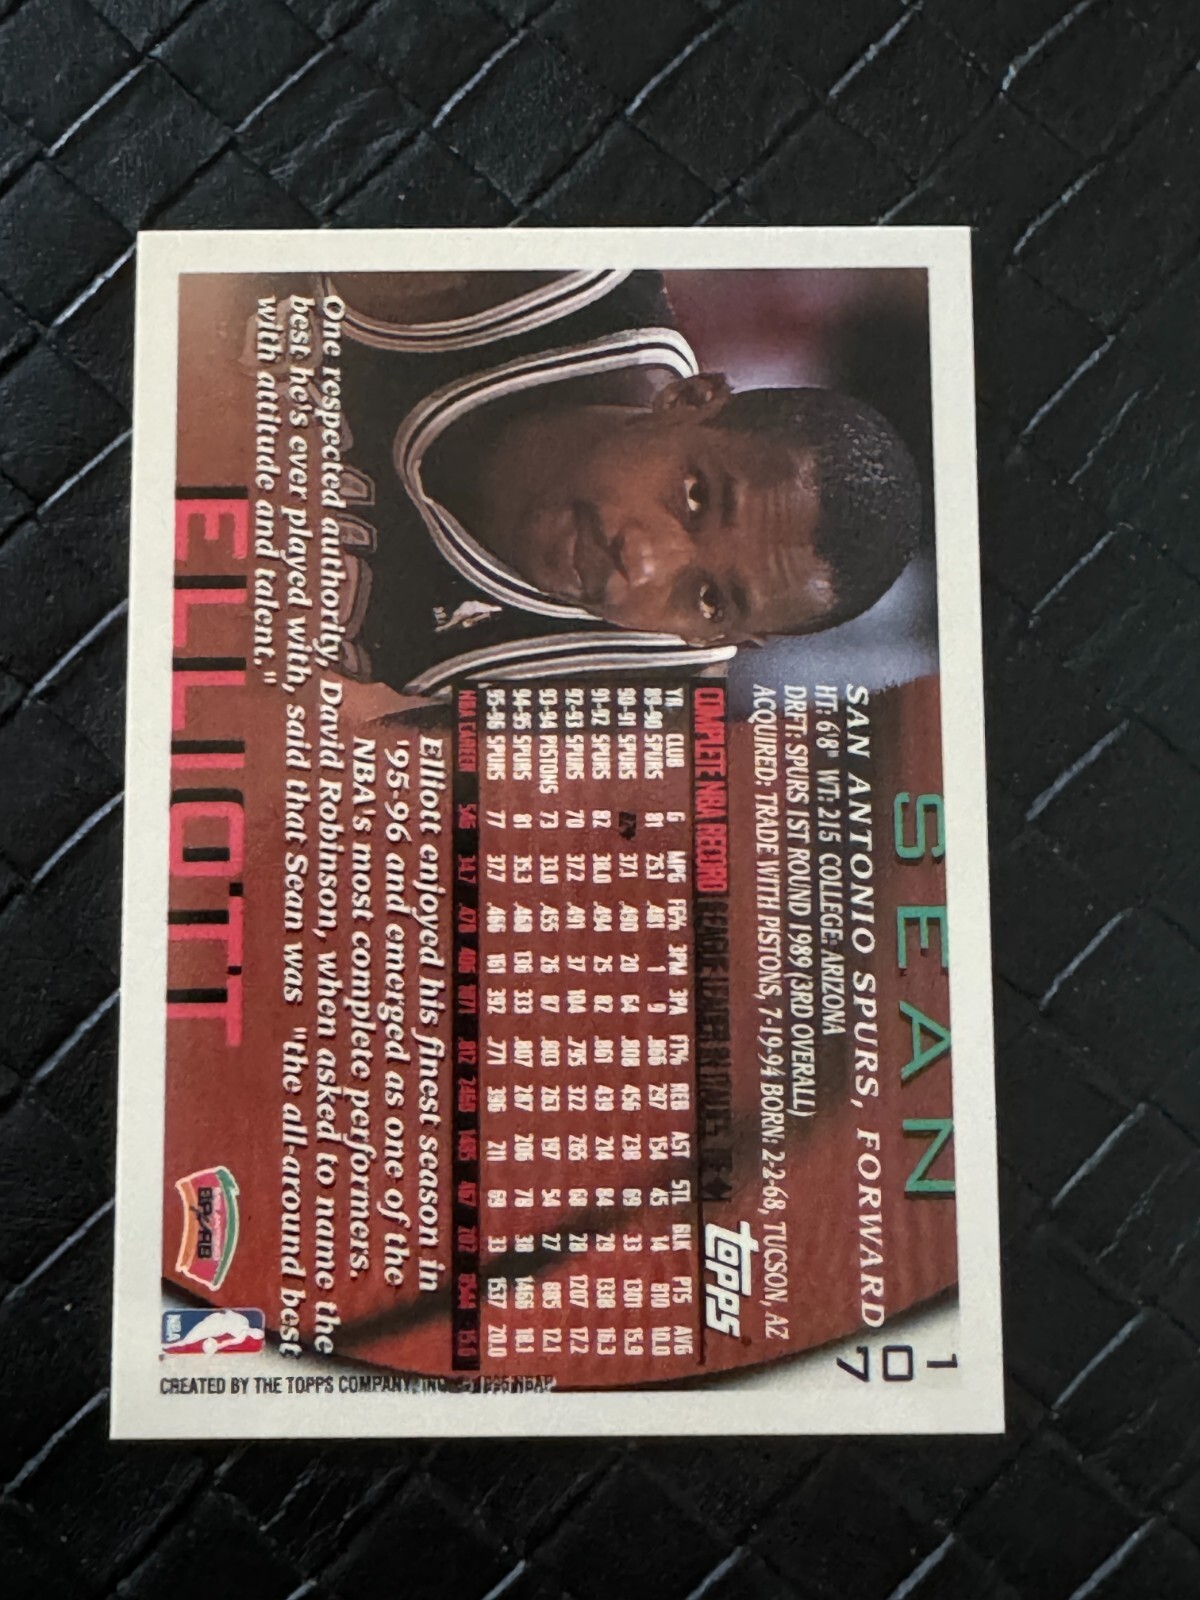 SEAN
107
SAN ANTONIO SPURS, FORWARD
HT: 6'8" WT: 215 COLLEGE: ARIZONA
DRFT: SPURS 1ST ROUND 1989 (3RD OVERALL)
ACQUIRED: TRADE WITH PISTONS, 7-19-94 BORN: 2-2-68, TUCSON, AZ
topps
COMPLETE NBA RECORD LEAGUE LEADER IN
YR CLUB G MPG FG% 3PM 3PA FT% REB AST STL BLK PTS AVG
89-90 SPURS 81 25.1 .481 1 9 .866 297 154 45 14 810 10.0
90-91 SPURS 37.1 .490 20 64 .808 456 238 69 33 1301 15.9
91-92 SPURS 82 38.0 .494 25 82 .861 439 214 84 29 1338 16.3
92-93 SPURS 70 37.2 .491 37 104 .795 372 265 68 28 1207 17.2
93-94 PISTONS 73 33.0 .455 26 87 .803 263 197 54 27 885 12.1
94-95 SPURS 81 35.3 .468 136 333 .807 287 206 78 38 1466 18.1
95-96 SPURS 77 37.7 .466 161 392 .771 396 211 69 33 1537 20.0
NBA CAREER 34.7 .478 .812 1485 202
Elliott enjoyed his finest season in
'95-96 and emerged as one of the
NBA's most complete performers.
One respected authority, David Robinson, when asked to name the
best he's ever played with, said that Sean was "the all-around best
with attitude and talent."
ELLIOTT
SPURS
NBA
CREATED BY THE TOPPS COMPANY, INC. NBAP